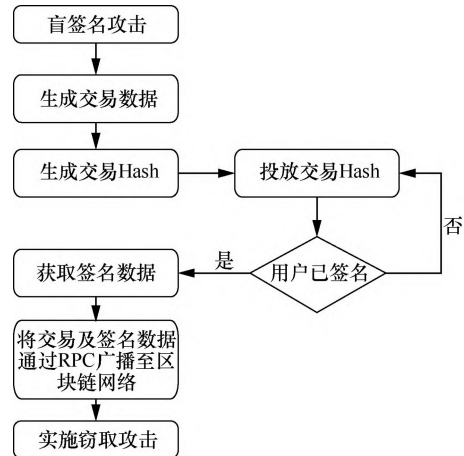 盲签名攻击
生成交易数据
生成交易Hash
投放交易Hash
否
用户已签名
是
获取签名数据
将交易及签名数据
通过RPC广播至区
块链网络
实施窃取攻击